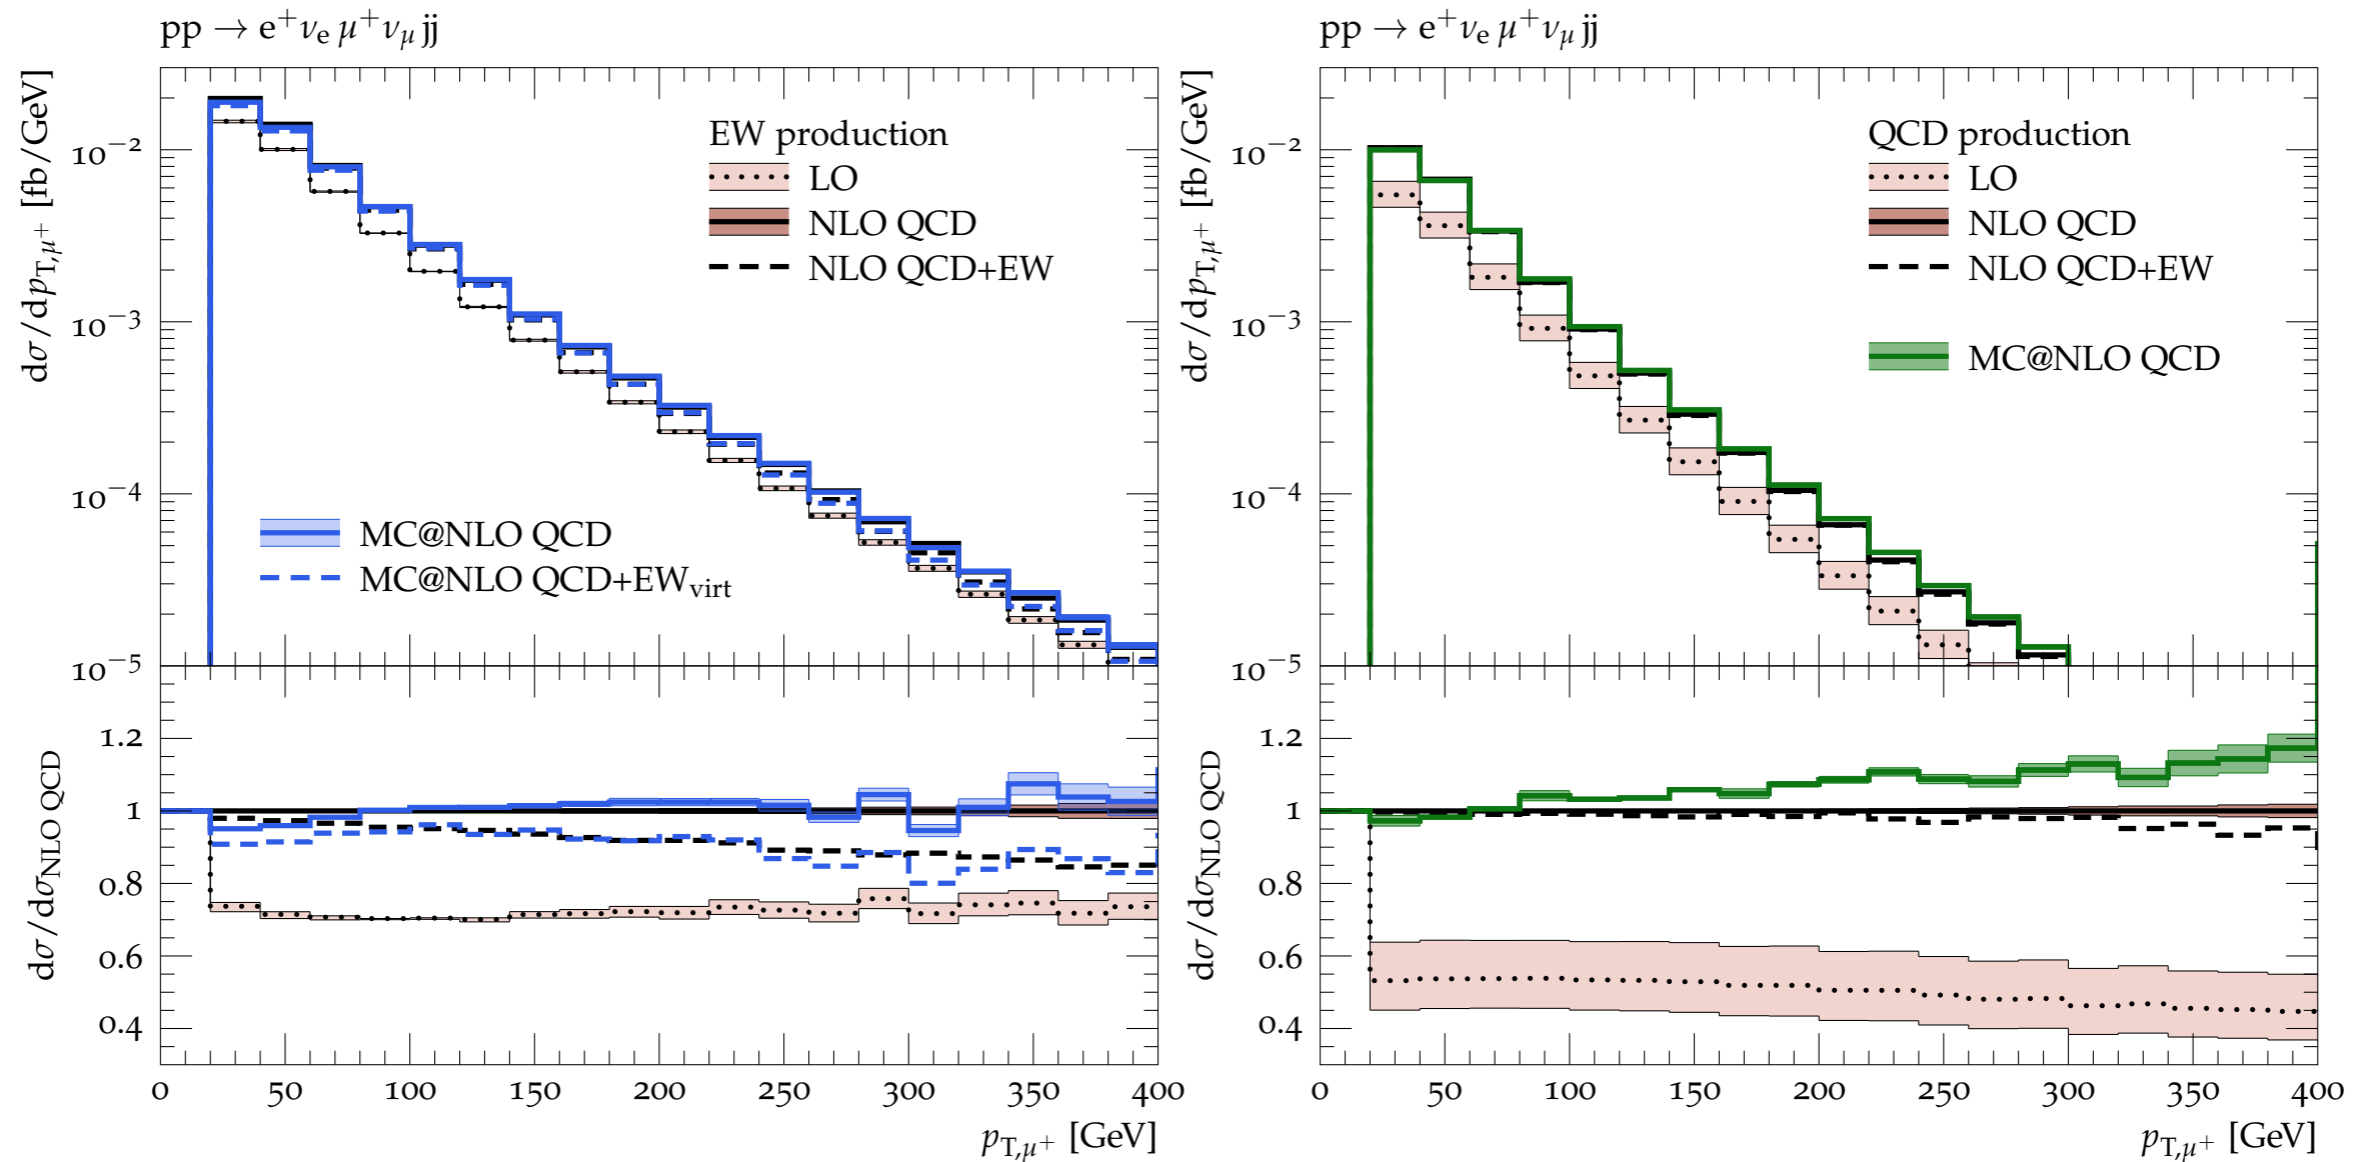 pp → e⁺ν_e μ⁺ν_μ jj
dσ/dp_T,μ⁺ [fb/GeV]
10⁻²
10⁻³
10⁻⁴
10⁻⁵
EW production
LO
NLO QCD
NLO QCD+EW
MC@NLO QCD
MC@NLO QCD+EW_virt
dσ/dσ_NLO QCD
1.2
1
0.8
0.6
0.4
0 50 100 150 200 250 300 350 400
p_T,μ⁺ [GeV]
pp → e⁺ν_e μ⁺ν_μ jj
dσ/dp_T,μ⁺ [fb/GeV]
10⁻²
10⁻³
10⁻⁴
10⁻⁵
QCD production
LO
NLO QCD
NLO QCD+EW
MC@NLO QCD
dσ/dσ_NLO QCD
1.2
1
0.8
0.6
0.4
0 50 100 150 200 250 300 350 400
p_T,μ⁺ [GeV]